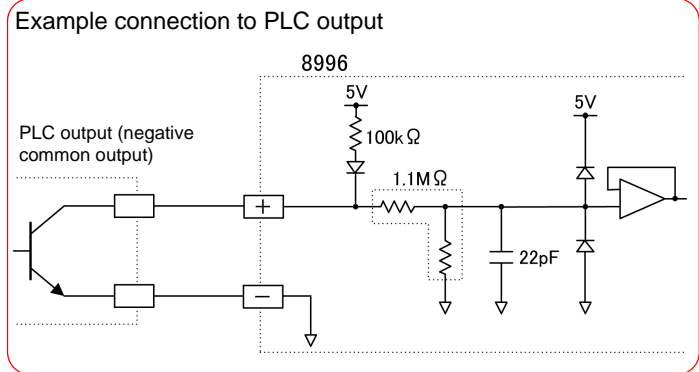 Example connection to PLC output
8996
5V
5V
PLC output (negative
common output)
100kΩ
1.1MΩ
+
22pF
−